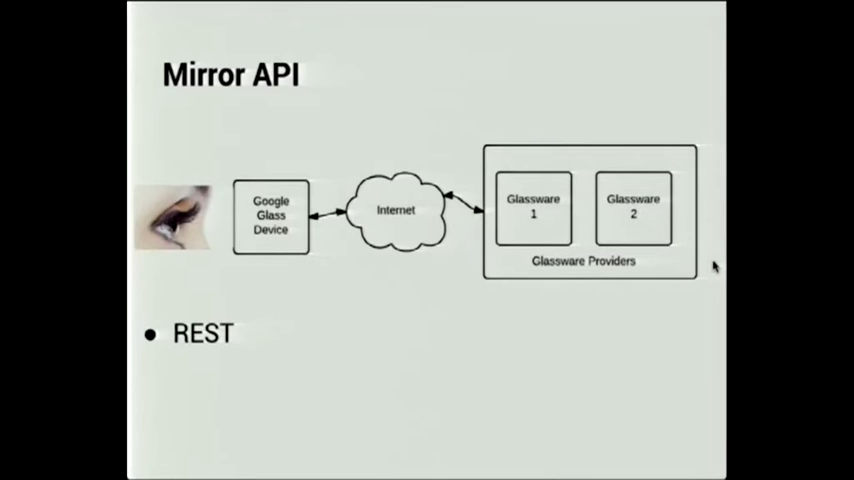 Mirror API
Google
Glass
Device
Internet
Glassware
1
Glassware
2
Glassware Providers
● REST